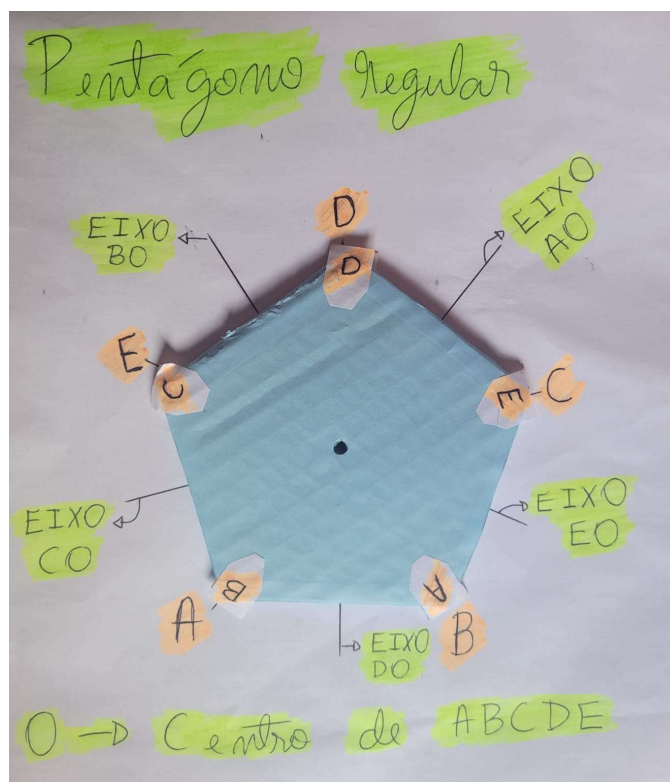 Pentágono regular
D
EIXO
BO
EIXO
AO
D
E
C
E
C
EIXO
CO
EIXO
EO
A
B
A
B
EIXO
DO
O → Centro de ABCDE